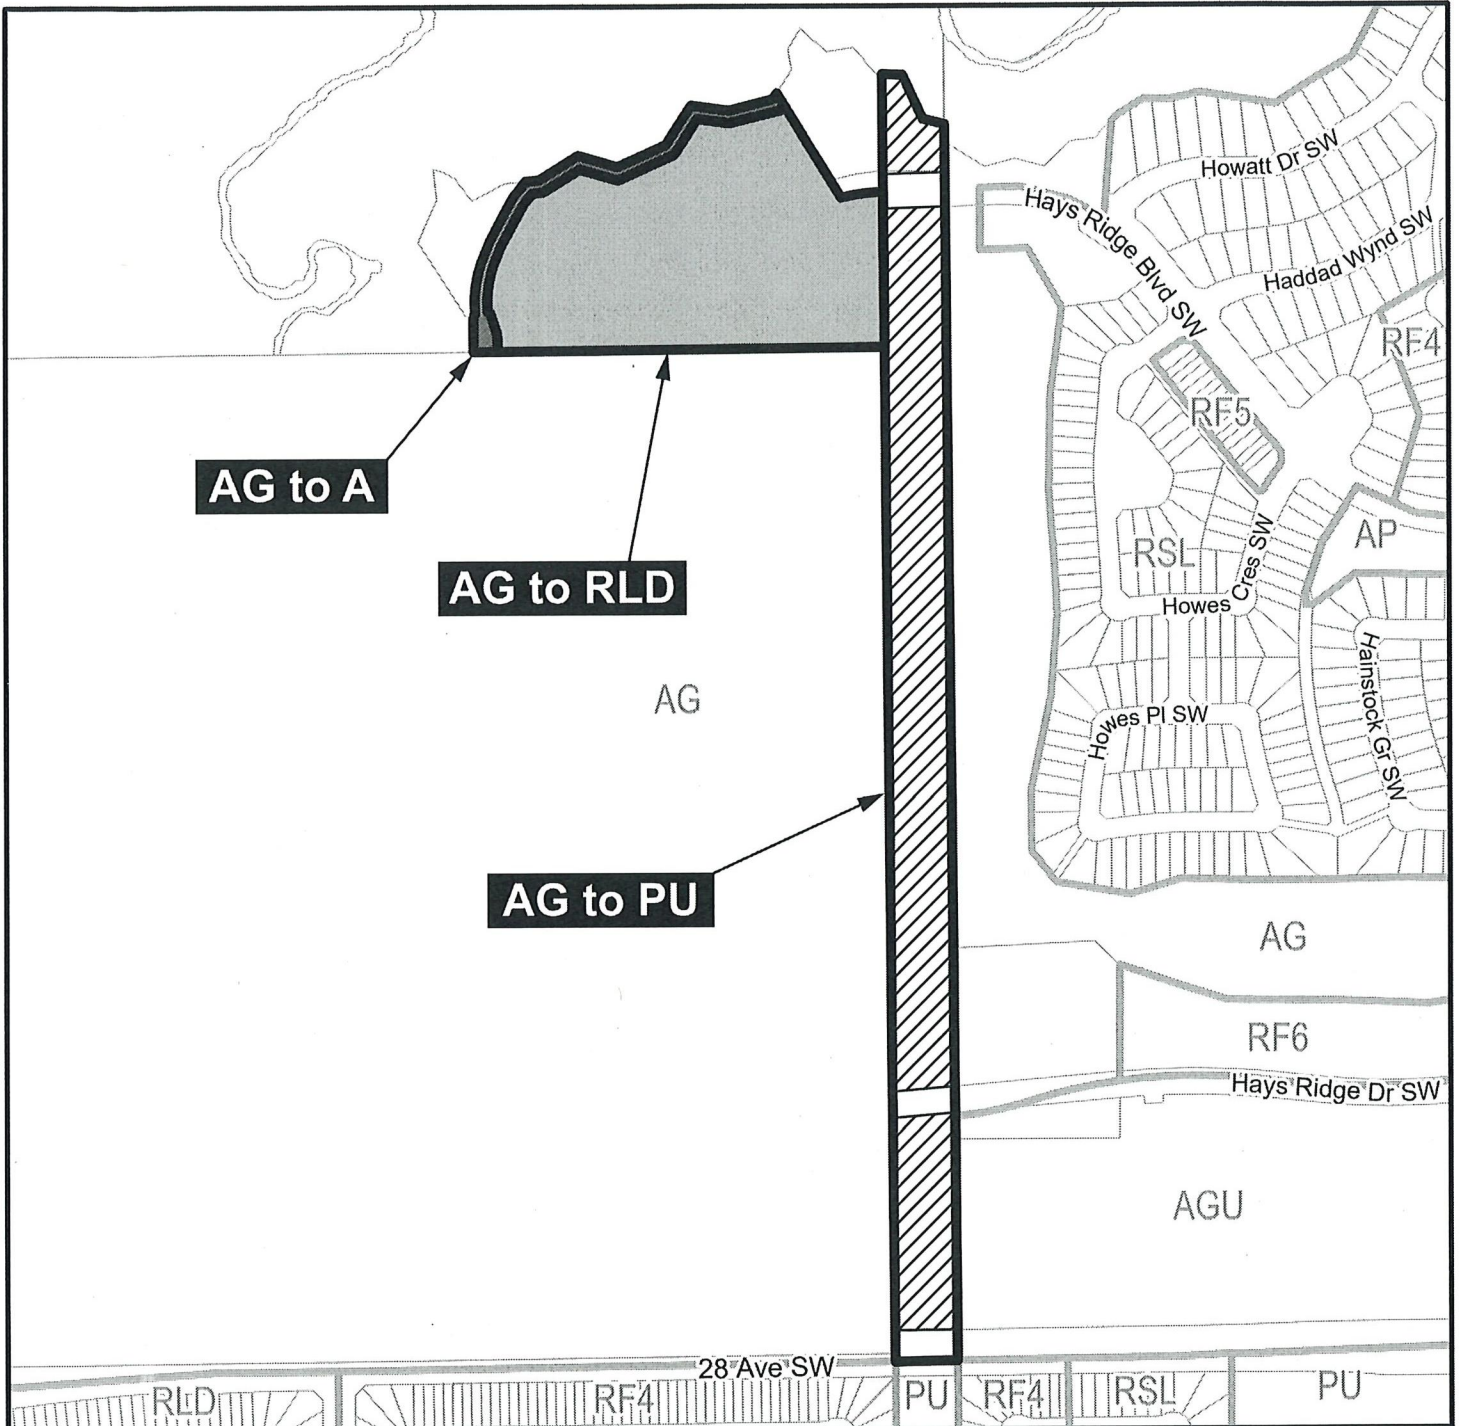 Howatt Dr SW
Hays Ridge Blvd SW
Haddad Wynd SW
RF4
RF5
AG to A
AP
RSL
Howes Cres SW
AG to RLD
AG
Hainstock Gr SW
Howes Pl SW
AG to PU
AG
RF6
Hays Ridge Dr SW
AGU
28 Ave SW
RLD
RF4
PU
RF4
RSL
PU